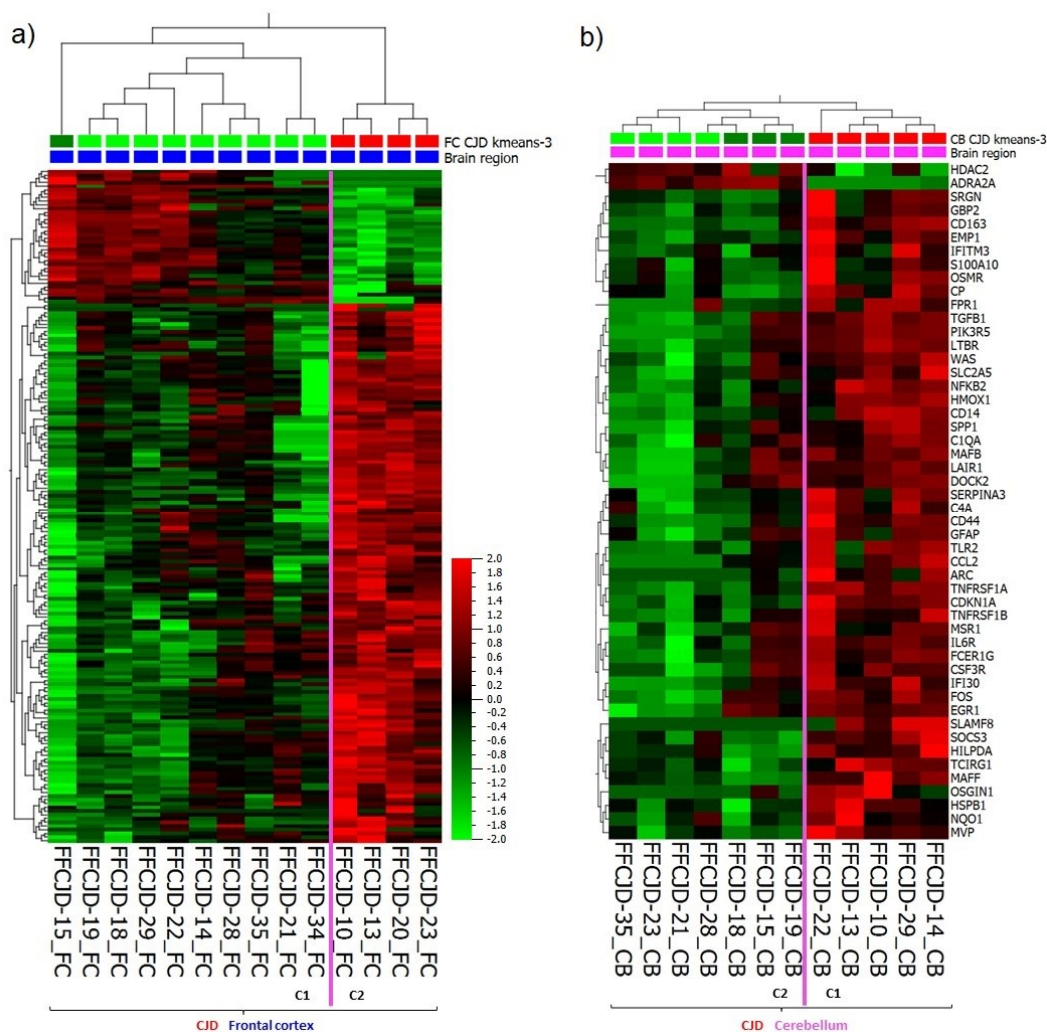 a)
FC CJD kmeans-3
Brain region
2.0
1.8
1.6
1.4
1.2
1.0
0.8
0.6
0.4
0.2
0.0
-0.2
-0.4
-0.6
-0.8
-1.0
-1.2
-1.4
-1.6
-1.8
-2.0
FFCJD-15_FC
FFCJD-19_FC
FFCJD-18_FC
FFCJD-29_FC
FFCJD-22_FC
FFCJD-14_FC
FFCJD-28_FC
FFCJD-35_FC
FFCJD-21_FC
FFCJD-34_FC
FFCJD-10_FC
FFCJD-13_FC
FFCJD-20_FC
FFCJD-23_FC
C1 C2
CJD Frontal cortex
b)
CB CJD kmeans-3
Brain region
HDAC2
ADRA2A
SRGN
GBP2
CD163
EMP1
IFITM3
S100A10
OSMR
CP
FPR1
TGFB1
PIK3R5
LTBR
WAS
SLC2A5
NFKB2
HMOX1
CD14
SPP1
C1QA
MAFB
LAIR1
DOCK2
SERPINA3
C4A
CD44
GFAP
TLR2
CCL2
ARC
TNFRSF1A
CDKN1A
TNFRSF1B
MSR1
IL6R
FCER1G
CSF3R
IFI30
FOS
EGR1
SLAMF8
SOCS3
HILPDA
TCIRG1
MAFF
OSGIN1
HSPB1
NQO1
MVP
FFCJD-35_CB
FFCJD-23_CB
FFCJD-21_CB
FFCJD-28_CB
FFCJD-18_CB
FFCJD-15_CB
FFCJD-19_CB
FFCJD-22_CB
FFCJD-13_CB
FFCJD-10_CB
FFCJD-29_CB
FFCJD-14_CB
C2 C1
CJD Cerebellum